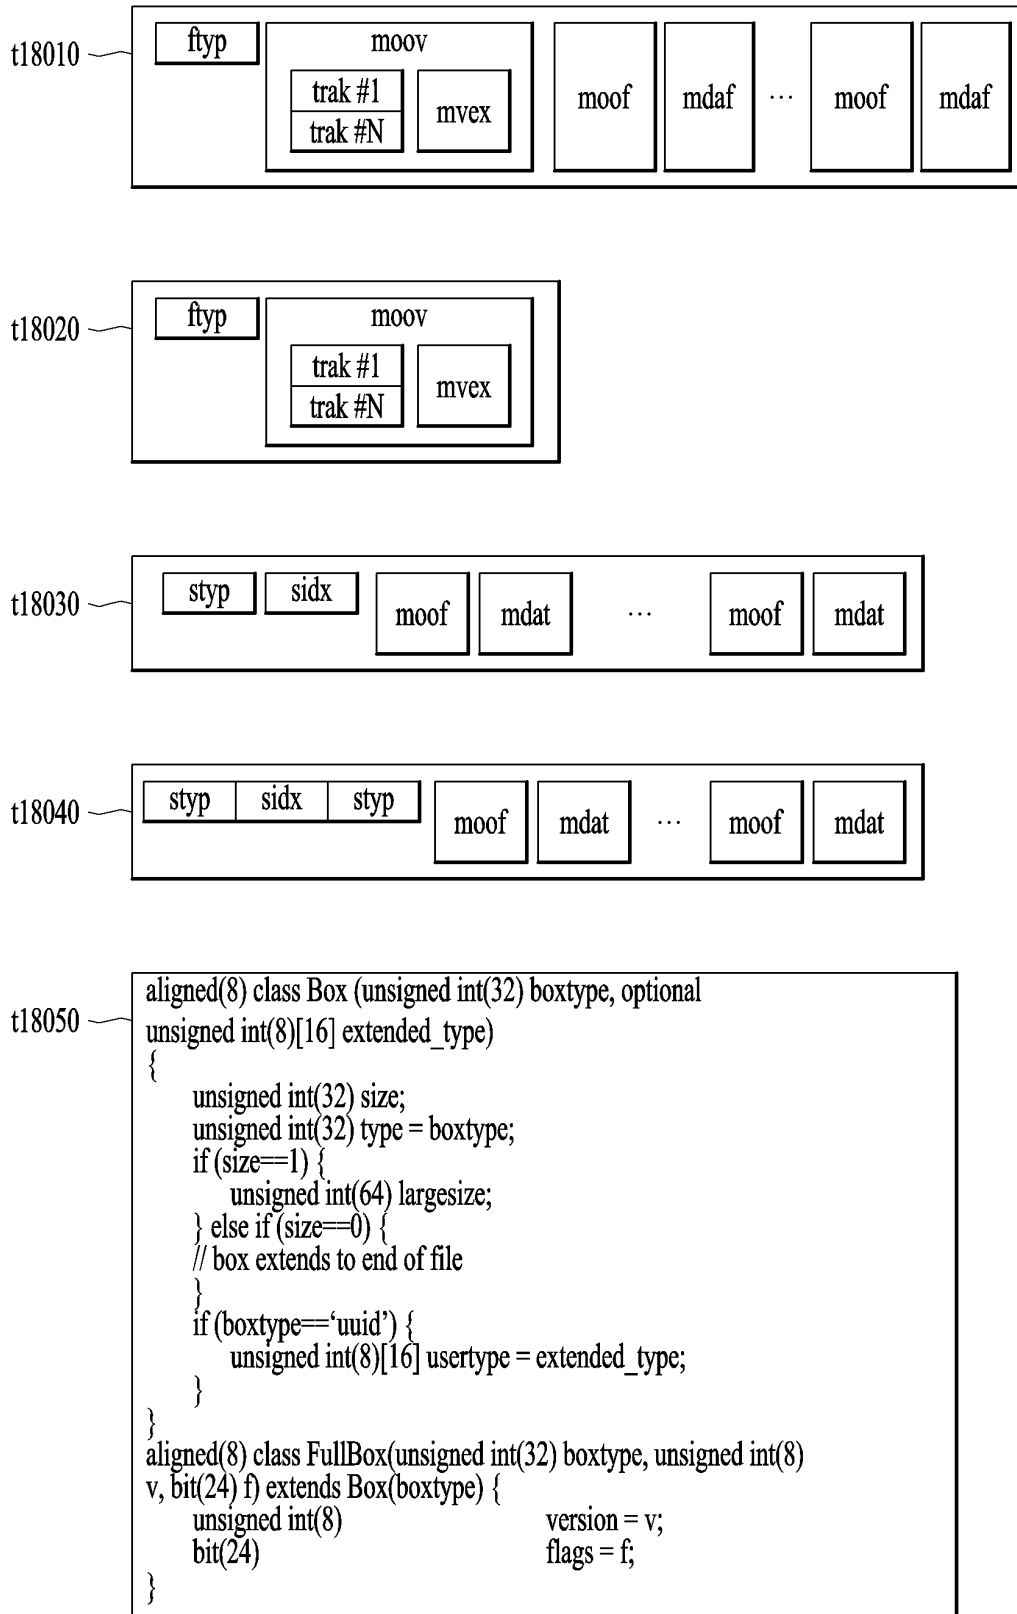 t18010
ftyp
moov
trak #1
trak #N
mvex
moof
mdaf
...
moof
mdaf
t18020
ftyp
moov
trak #1
trak #N
mvex
t18030
styp
sidx
moof
mdat
...
moof
mdat
t18040
styp
sidx
styp
moof
mdat
...
moof
mdat
t18050
aligned(8) class Box (unsigned int(32) boxtype, optional
unsigned int(8)[16] extended_type)
{
unsigned int(32) size;
unsigned int(32) type = boxtype;
if (size==1) {
unsigned int(64) largesize;
} else if (size==0) {
// box extends to end of file
}
if (boxtype==‘uuid’) {
unsigned int(8)[16] usertype = extended_type;
}
}
aligned(8) class FullBox(unsigned int(32) boxtype, unsigned int(8)
v, bit(24) f) extends Box(boxtype) {
unsigned int(8) version = v;
bit(24) flags = f;
}